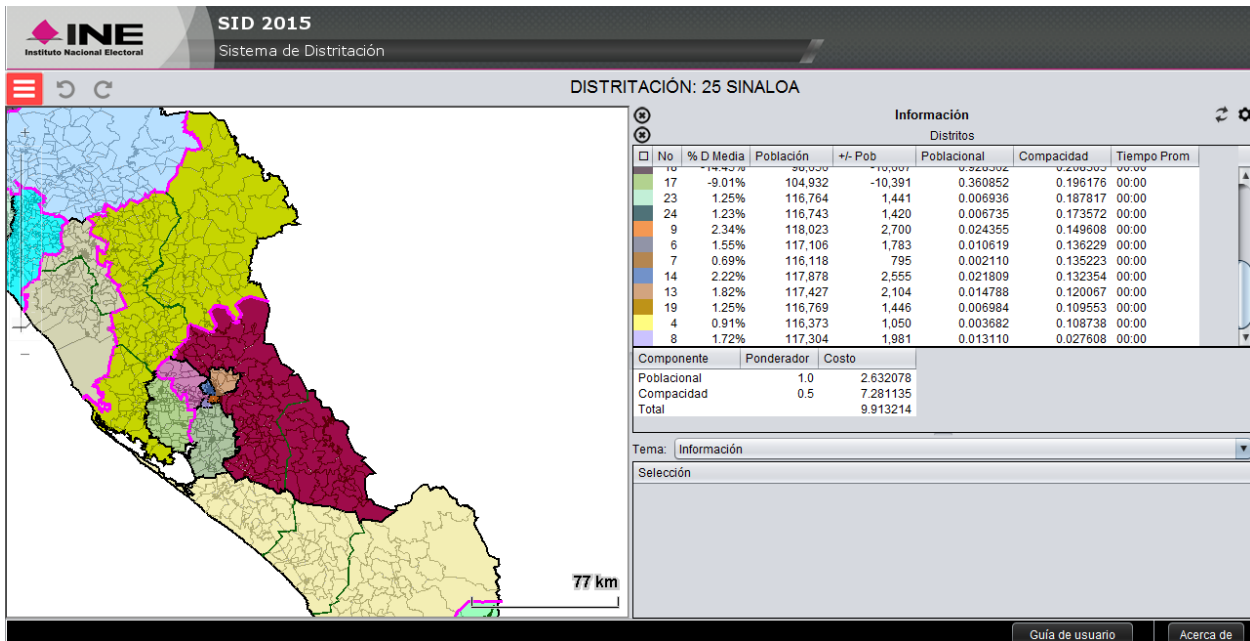 INE
Instituto Nacional Electoral
SID 2015
Sistema de Distritación
DISTRITACIÓN: 25 SINALOA
Información
Distritos
No % D Media Población +/- Pob Poblacional Compacidad Tiempo Prom
17 -9.01% 104,932 -10,391 0.360852 0.196176 00:00
23 1.25% 116,764 1,441 0.006936 0.187817 00:00
24 1.23% 116,743 1,420 0.006735 0.173572 00:00
9 2.34% 118,023 2,700 0.024355 0.149608 00:00
6 1.55% 117,106 1,783 0.010619 0.136229 00:00
7 0.69% 116,118 795 0.002110 0.135223 00:00
14 2.22% 117,878 2,555 0.021809 0.132354 00:00
13 1.82% 117,427 2,104 0.014788 0.120067 00:00
19 1.25% 116,769 1,446 0.006984 0.109553 00:00
4 0.91% 116,373 1,050 0.003682 0.108738 00:00
8 1.72% 117,304 1,981 0.013110 0.027608 00:00
Componente Ponderador Costo
Poblacional 1.0 2.632078
Compacidad 0.5 7.281135
Total 9.913214
Tema: Información
Selección
77 km
Guía de usuario Acerca de